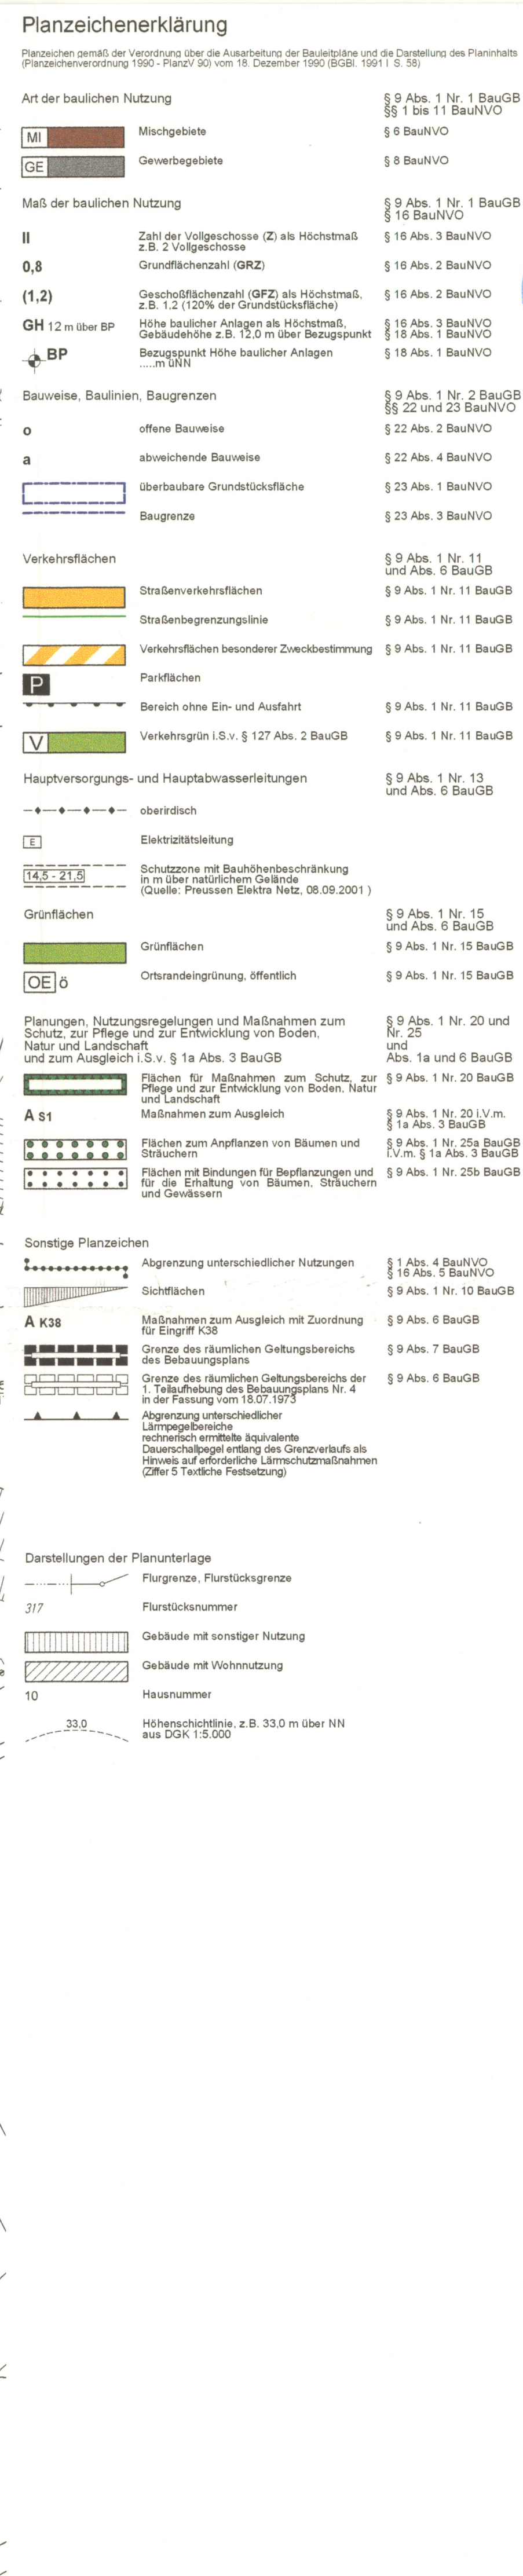 Planzeichenerklärung
Planzeichen gemäß der Verordnung über die Ausarbeitung der Bauleitpläne und die Darstellung des Planinhalts
(Planzeichenverordnung 1990 - PlanzV 90) vom 18. Dezember 1990 (BGBl. 1991 I S. 58)
Art der baulichen Nutzung § 9 Abs. 1 Nr. 1 BauGB
§§ 1 bis 11 BauNVO
MI Mischgebiete § 6 BauNVO
GE Gewerbegebiete § 8 BauNVO
Maß der baulichen Nutzung § 9 Abs. 1 Nr. 1 BauGB
§ 16 BauNVO
II Zahl der Vollgeschosse (Z) als Höchstmaß § 16 Abs. 3 BauNVO
z.B. 2 Vollgeschosse
0,8 Grundflächenzahl (GRZ) § 16 Abs. 2 BauNVO
(1,2) Geschoßflächenzahl (GFZ) als Höchstmaß, § 16 Abs. 2 BauNVO
z.B. 1,2 (120% der Grundstücksfläche)
GH 12 m über BP Höhe baulicher Anlagen als Höchstmaß, § 16 Abs. 3 BauNVO
Gebäudehöhe z.B. 12,0 m über Bezugspunkt § 18 Abs. 1 BauNVO
BP Bezugspunkt Höhe baulicher Anlagen § 18 Abs. 1 BauNVO
.....m üNN
Bauweise, Baulinien, Baugrenzen § 9 Abs. 1 Nr. 2 BauGB
§§ 22 und 23 BauNVO
o offene Bauweise § 22 Abs. 2 BauNVO
a abweichende Bauweise § 22 Abs. 4 BauNVO
überbaubare Grundstücksfläche § 23 Abs. 1 BauNVO
Baugrenze § 23 Abs. 3 BauNVO
Verkehrsflächen § 9 Abs. 1 Nr. 11
und Abs. 6 BauGB
Straßenverkehrsflächen § 9 Abs. 1 Nr. 11 BauGB
Straßenbegrenzungslinie § 9 Abs. 1 Nr. 11 BauGB
Verkehrsflächen besonderer Zweckbestimmung § 9 Abs. 1 Nr. 11 BauGB
P Parkflächen
Bereich ohne Ein- und Ausfahrt § 9 Abs. 1 Nr. 11 BauGB
V Verkehrsgrün i.S.v. § 127 Abs. 2 BauGB § 9 Abs. 1 Nr. 11 BauGB
Hauptversorgungs- und Hauptabwasserleitungen § 9 Abs. 1 Nr. 13
und Abs. 6 BauGB
oberirdisch
E Elektrizitätsleitung
14,5 - 21,5 Schutzzone mit Bauhöhenbeschränkung
in m über natürlichem Gelände
(Quelle: Preussen Elektra Netz, 08.09.2001 )
Grünflächen § 9 Abs. 1 Nr. 15
und Abs. 6 BauGB
Grünflächen § 9 Abs. 1 Nr. 15 BauGB
OE ö Ortsrandeingrünung, öffentlich § 9 Abs. 1 Nr. 15 BauGB
Planungen, Nutzungsregelungen und Maßnahmen zum § 9 Abs. 1 Nr. 20 und
Schutz, zur Pflege und zur Entwicklung von Boden, Nr. 25
Natur und Landschaft und
und zum Ausgleich i.S.v. § 1a Abs. 3 BauGB Abs. 1a und 6 BauGB
Flächen für Maßnahmen zum Schutz, zur § 9 Abs. 1 Nr. 20 BauGB
Pflege und zur Entwicklung von Boden, Natur
und Landschaft
A S1 Maßnahmen zum Ausgleich § 9 Abs. 1 Nr. 20 i.V.m.
§ 1a Abs. 3 BauGB
Flächen zum Anpflanzen von Bäumen und § 9 Abs. 1 Nr. 25a BauGB
Sträuchern i.V.m. § 1a Abs. 3 BauGB
Flächen mit Bindungen für Bepflanzungen und § 9 Abs. 1 Nr. 25b BauGB
für die Erhaltung von Bäumen, Sträuchern
und Gewässern
Sonstige Planzeichen
Abgrenzung unterschiedlicher Nutzungen § 1 Abs. 4 BauNVO
§ 16 Abs. 5 BauNVO
Sichtflächen § 9 Abs. 1 Nr. 10 BauGB
A K38 Maßnahmen zum Ausgleich mit Zuordnung § 9 Abs. 6 BauGB
für Eingriff K38
Grenze des räumlichen Geltungsbereichs § 9 Abs. 7 BauGB
des Bebauungsplans
Grenze des räumlichen Geltungsbereichs der § 9 Abs. 6 BauGB
1. Teilaufhebung des Bebauungsplans Nr. 4
in der Fassung vom 18.07.1973
Abgrenzung unterschiedlicher
Lärmpegelbereiche
rechnerisch ermittelte äquivalente
Dauerschallpegel entlang des Grenzverlaufs als
Hinweis auf erforderliche Lärmschutzmaßnahmen
(Ziffer 5 Textliche Festsetzung)
Darstellungen der Planunterlage
Flurgrenze, Flurstücksgrenze
317 Flurstücksnummer
Gebäude mit sonstiger Nutzung
Gebäude mit Wohnnutzung
10 Hausnummer
33,0 Höhenschichtlinie, z.B. 33,0 m über NN
aus DGK 1:5.000